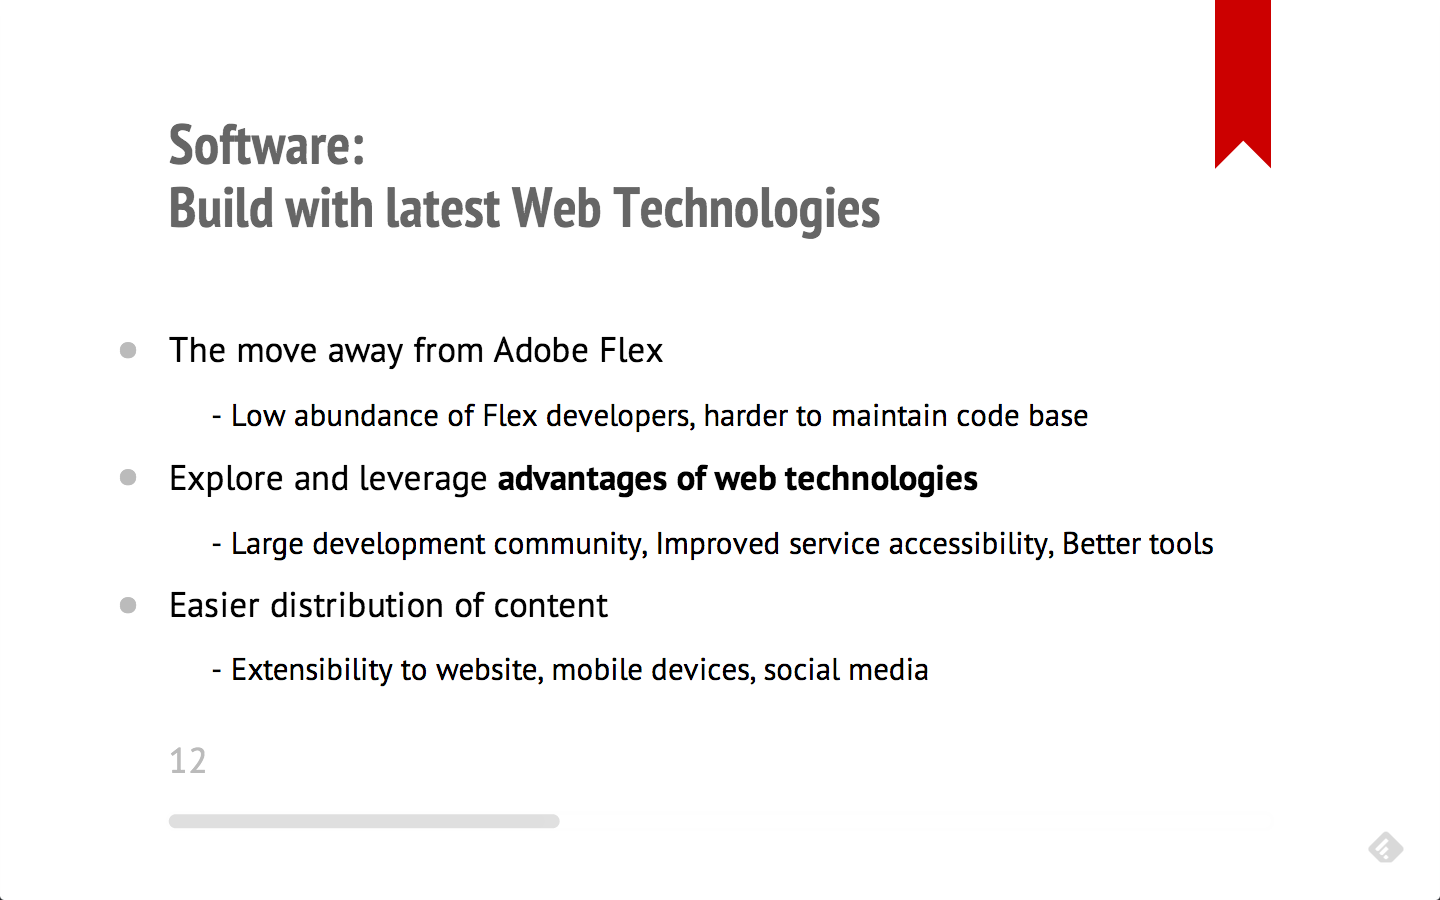 Software:
Build with latest Web Technologies
The move away from Adobe Flex
- Low abundance of Flex developers, harder to maintain code base
Explore and leverage advantages of web technologies
- Large development community, Improved service accessibility, Better tools
Easier distribution of content
- Extensibility to website, mobile devices, social media
12